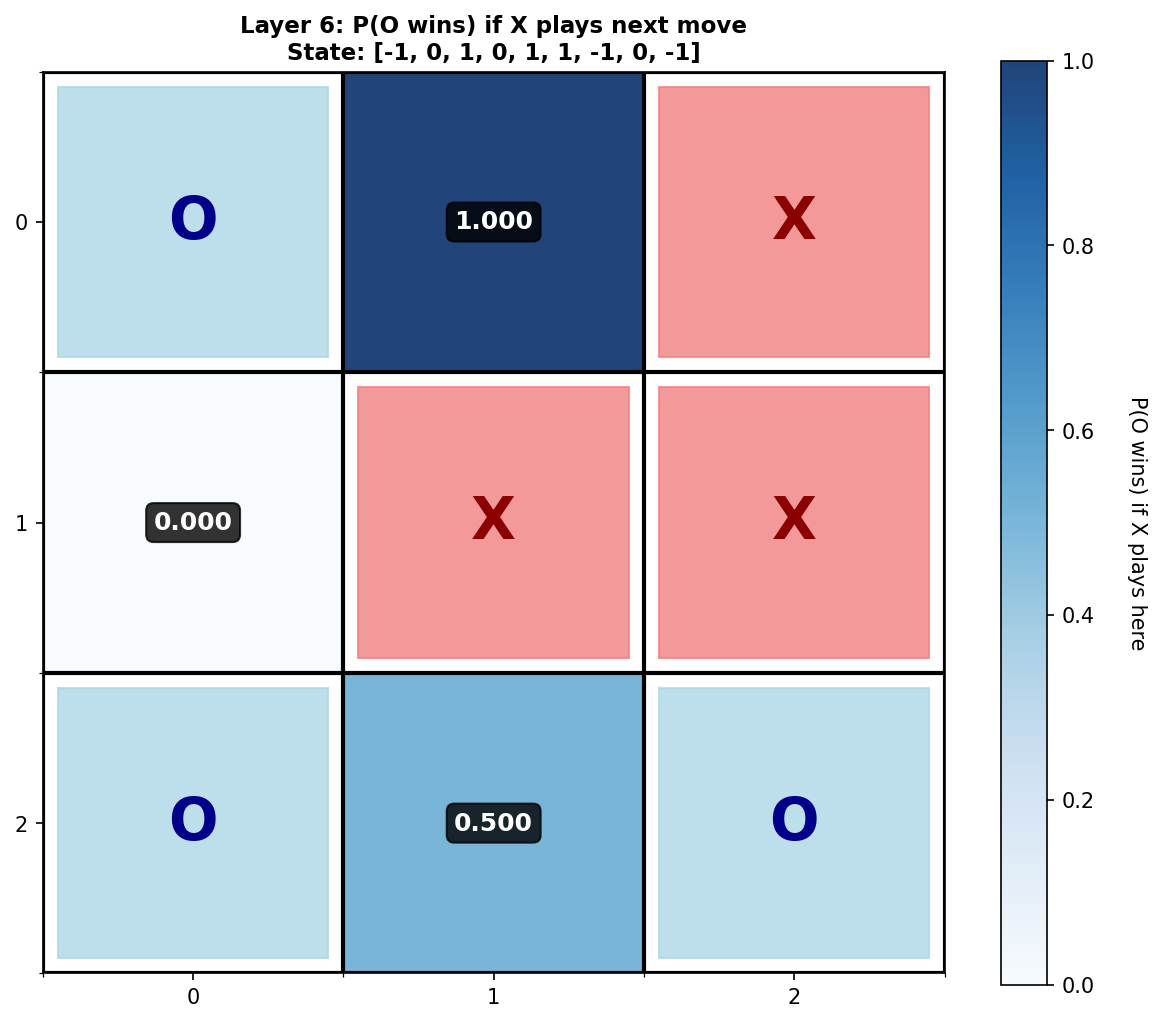 Layer 6: P(O wins) if X plays next move
State: [-1, 0, 1, 0, 1, 1, -1, 0, -1]
0
O
1.000
X
1
0.000
X
X
2
O
0.500
O
0
1
2
1.0
0.8
0.6
0.4
0.2
0.0
P(O wins) if X plays here